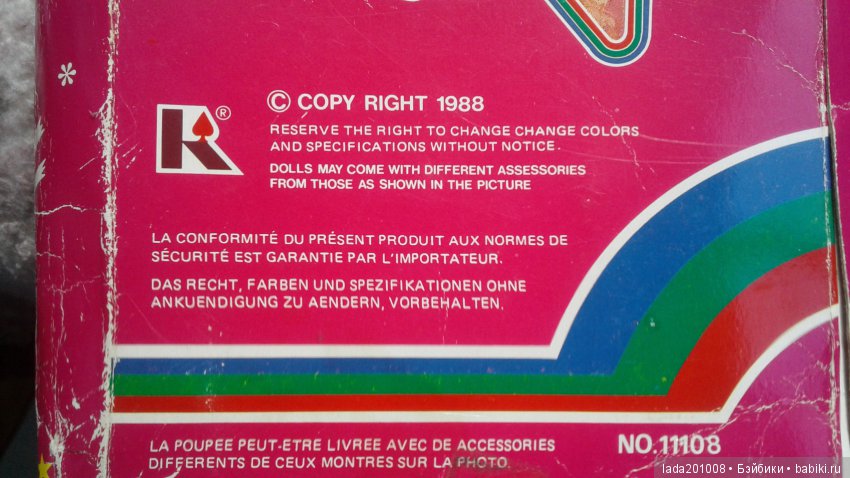 © COPY RIGHT 1988
K®
RESERVE THE RIGHT TO CHANGE CHANGE COLORS
AND SPECIFICATIONS WITHOUT NOTICE.
DOLLS MAY COME WITH DIFFERENT ASSESSORIES
FROM THOSE AS SHOWN IN THE PICTURE
LA CONFORMITÉ DU PRÉSENT PRODUIT AUX NORMES DE
SÉCURITÉ EST GARANTIE PAR L'IMPORTATEUR.
DAS RECHT, FARBEN UND SPEZIFIKATIONEN OHNE
ANKUENDIGUNG ZU AENDERN, VORBEHALTEN.
LA POUPEE PEUT-ETRE LIVREE AVEC DE ACCESSORIES
DIFFERENTS DE CEUX MONTRES SUR LA PHOTO.
NO.11108
lada201008 • Бэйбики • babiki.ru